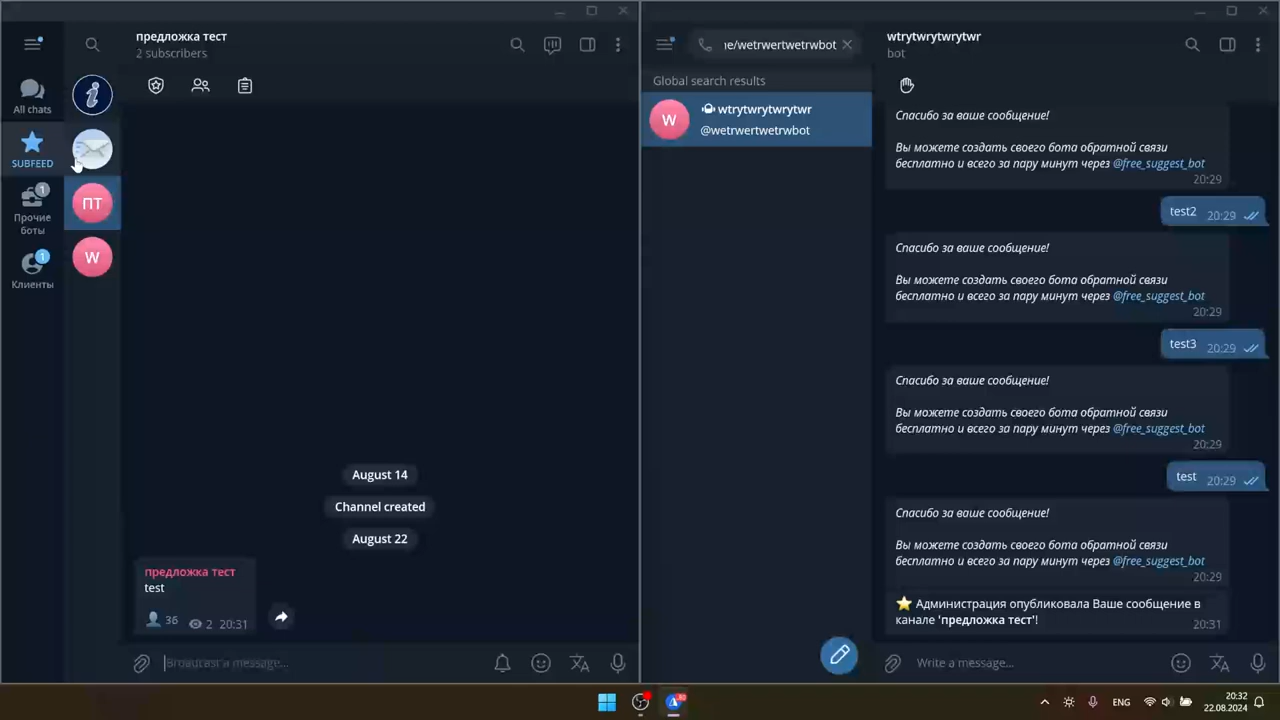 предложка тест
2 subscribers
All chats
SUBFEED
1
Прочие
боты
1
Клиенты
ПТ
W
August 14
Channel created
August 22
предложка тест
test
36
2 20:31
Broadcast a message...
e/wetrwertwetrwbot
Global search results
W
wtrytwrytwrytwr
@wetrwertwetrwbot
wtrytwrytwrytwr
bot
Спасибо за ваше сообщение!
Вы можете создать своего бота обратной связи
бесплатно и всего за пару минут через @free_suggest_bot
20:29
test2 20:29
Спасибо за ваше сообщение!
Вы можете создать своего бота обратной связи
бесплатно и всего за пару минут через @free_suggest_bot
20:29
test3 20:29
Спасибо за ваше сообщение!
Вы можете создать своего бота обратной связи
бесплатно и всего за пару минут через @free_suggest_bot
20:29
test 20:29
Спасибо за ваше сообщение!
Вы можете создать своего бота обратной связи
бесплатно и всего за пару минут через @free_suggest_bot
20:29
Администрация опубликовала Ваше сообщение в
канале 'предложка тест'!
20:31
Write a message...
ENG
20:32
22.08.2024